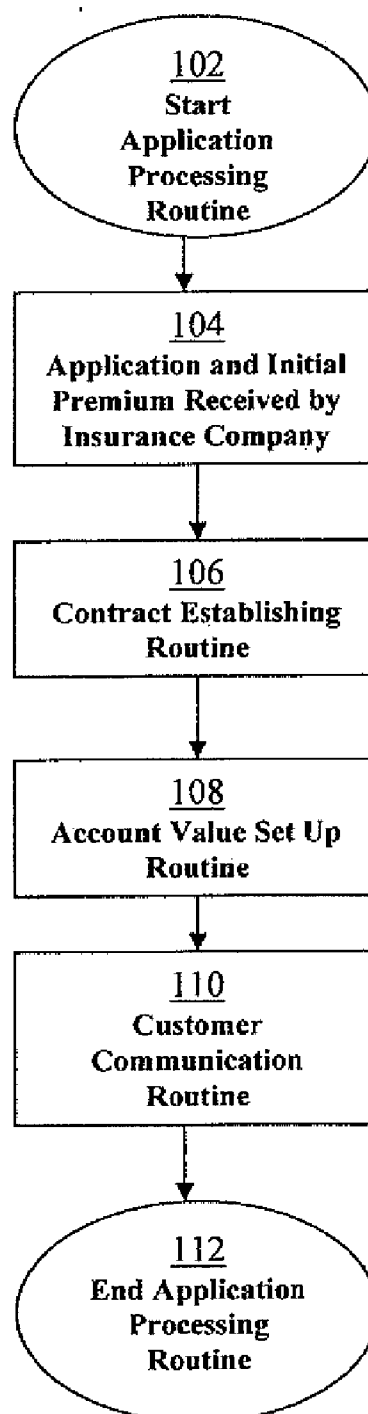 102
Start
Application
Processing
Routine
104
Application and Initial
Premium Received by
Insurance Company
106
Contract Establishing
Routine
108
Account Value Set Up
Routine
110
Customer
Communication
Routine
112
End Application
Processing
Routine